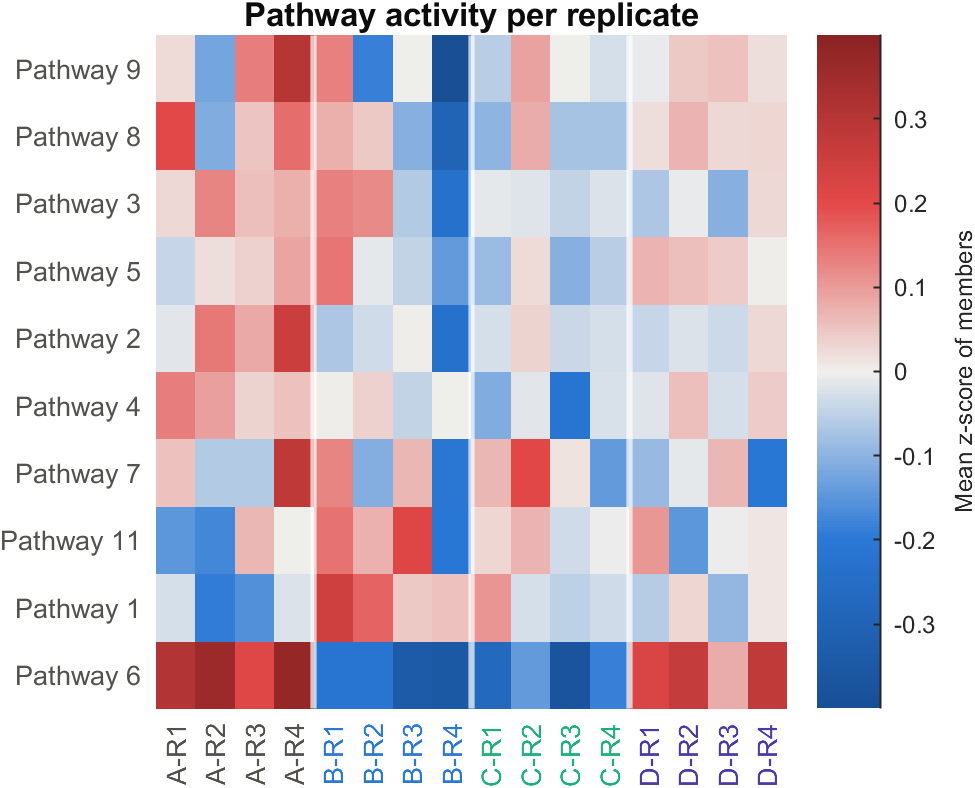 Pathway activity per replicate
Pathway 9
Pathway 8
Pathway 3
Pathway 5
Pathway 2
Pathway 4
Pathway 7
Pathway 11
Pathway 1
Pathway 6
A-R1
A-R2
A-R3
A-R4
B-R1
B-R2
B-R3
B-R4
C-R1
C-R2
C-R3
C-R4
D-R1
D-R2
D-R3
D-R4
0.3
0.2
0.1
0
-0.1
-0.2
-0.3
Mean z-score of members